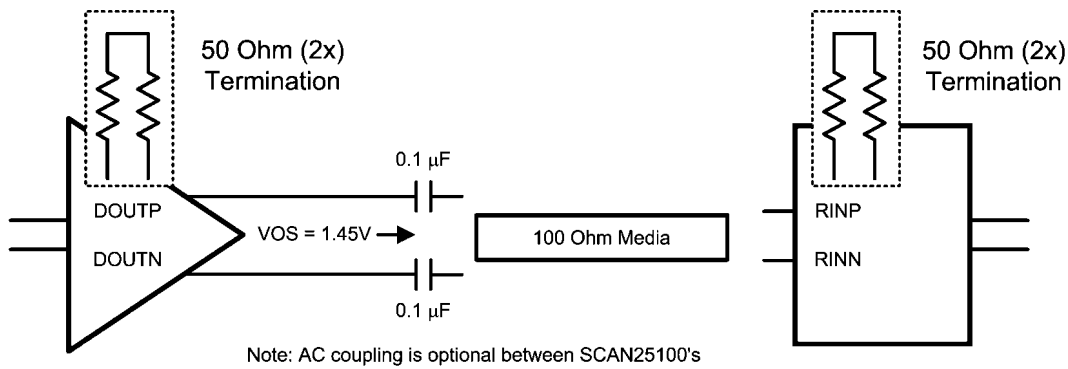 50 Ohm (2x)
Termination
50 Ohm (2x)
Termination
0.1 μF
DOUTP
VOS = 1.45V
DOUTN
100 Ohm Media
RINP
RINN
0.1 μF
Note: AC coupling is optional between SCAN25100's